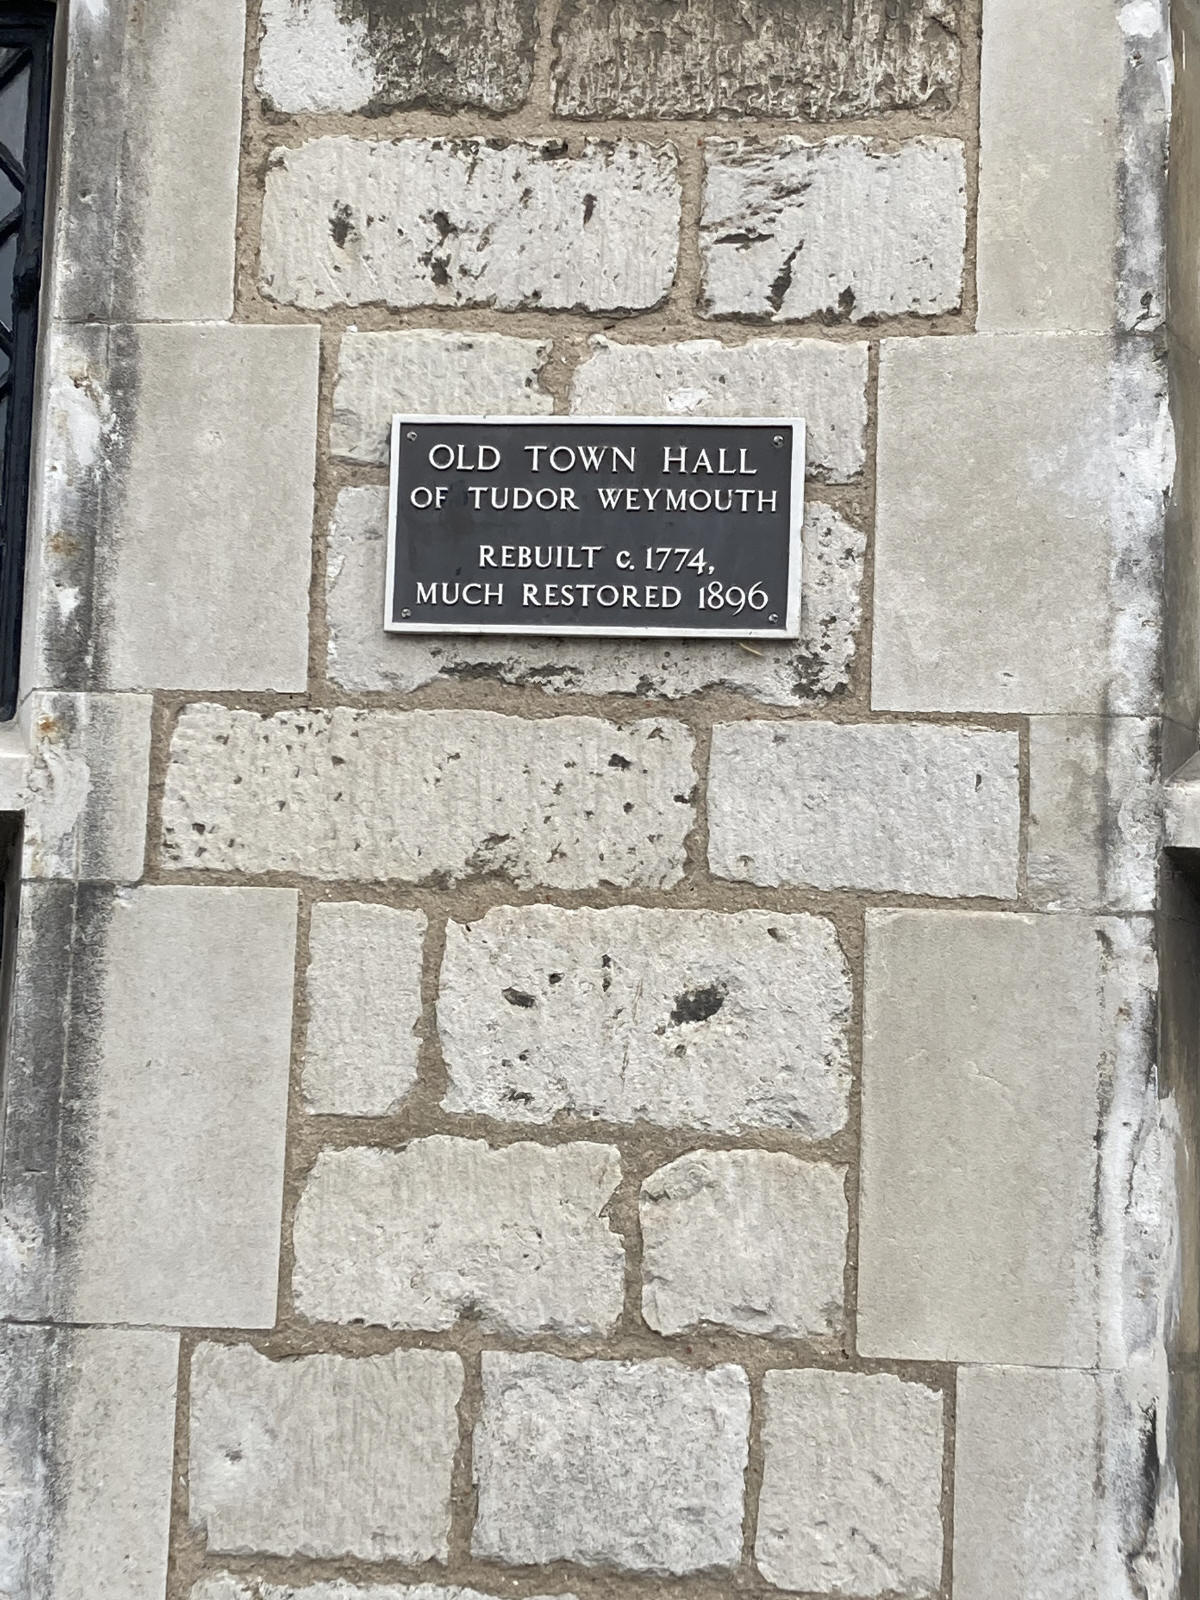 OLD TOWN HALL
OF TUDOR WEYMOUTH
REBUILT c. 1774,
MUCH RESTORED 1896